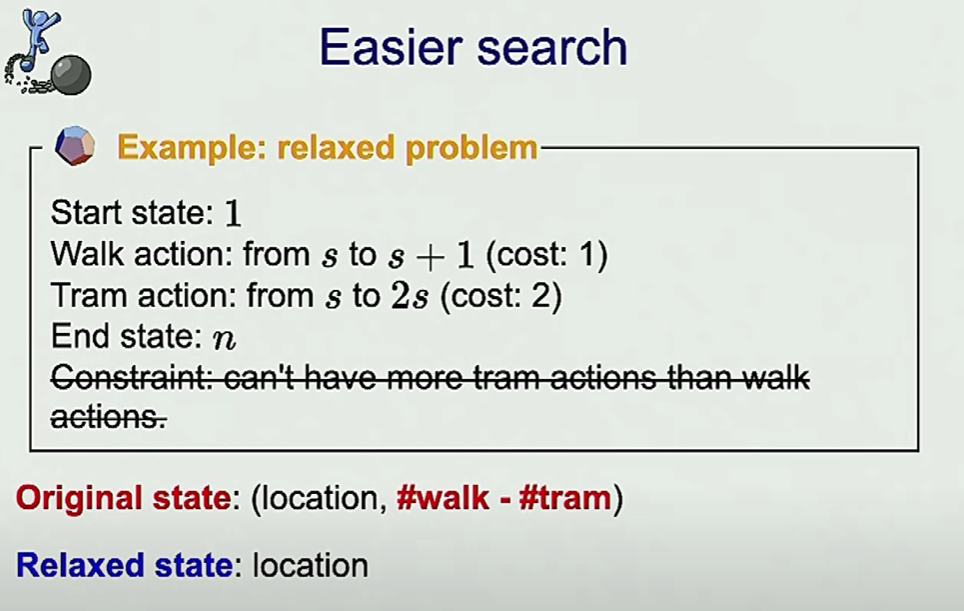 Easier search
Example: relaxed problem
Start state: 1
Walk action: from s to s + 1 (cost: 1)
Tram action: from s to 2s (cost: 2)
End state: n
Constraint: can't have more tram actions than walk
actions.
Original state: (location, #walk - #tram)
Relaxed state: location